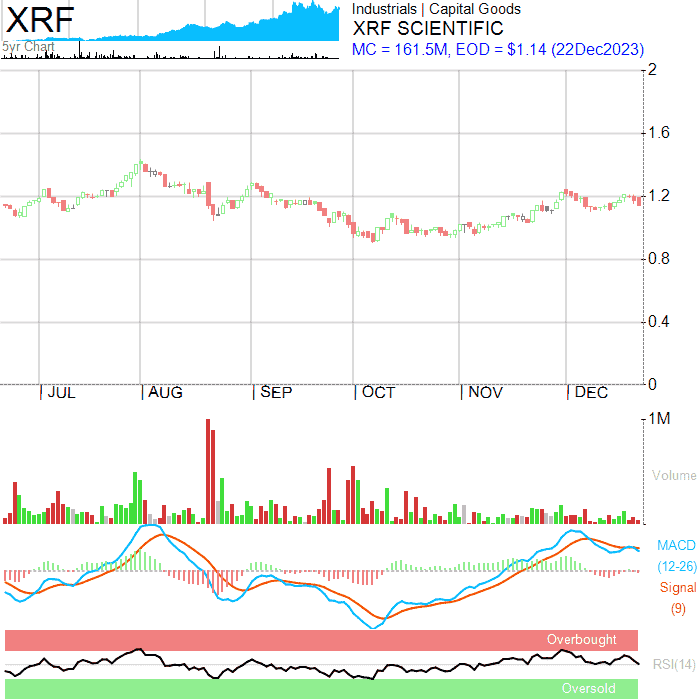 XRF
5yr Chart
Industrials | Capital Goods
XRF SCIENTIFIC
MC = 161.5M, EOD = $1.14 (22Dec2023)
2
1.6
1.2
0.8
0.4
0
JUL AUG SEP OCT NOV DEC
1M
Volume
MACD
(12-26)
Signal
(9)
Overbought
RSI(14)
Oversold